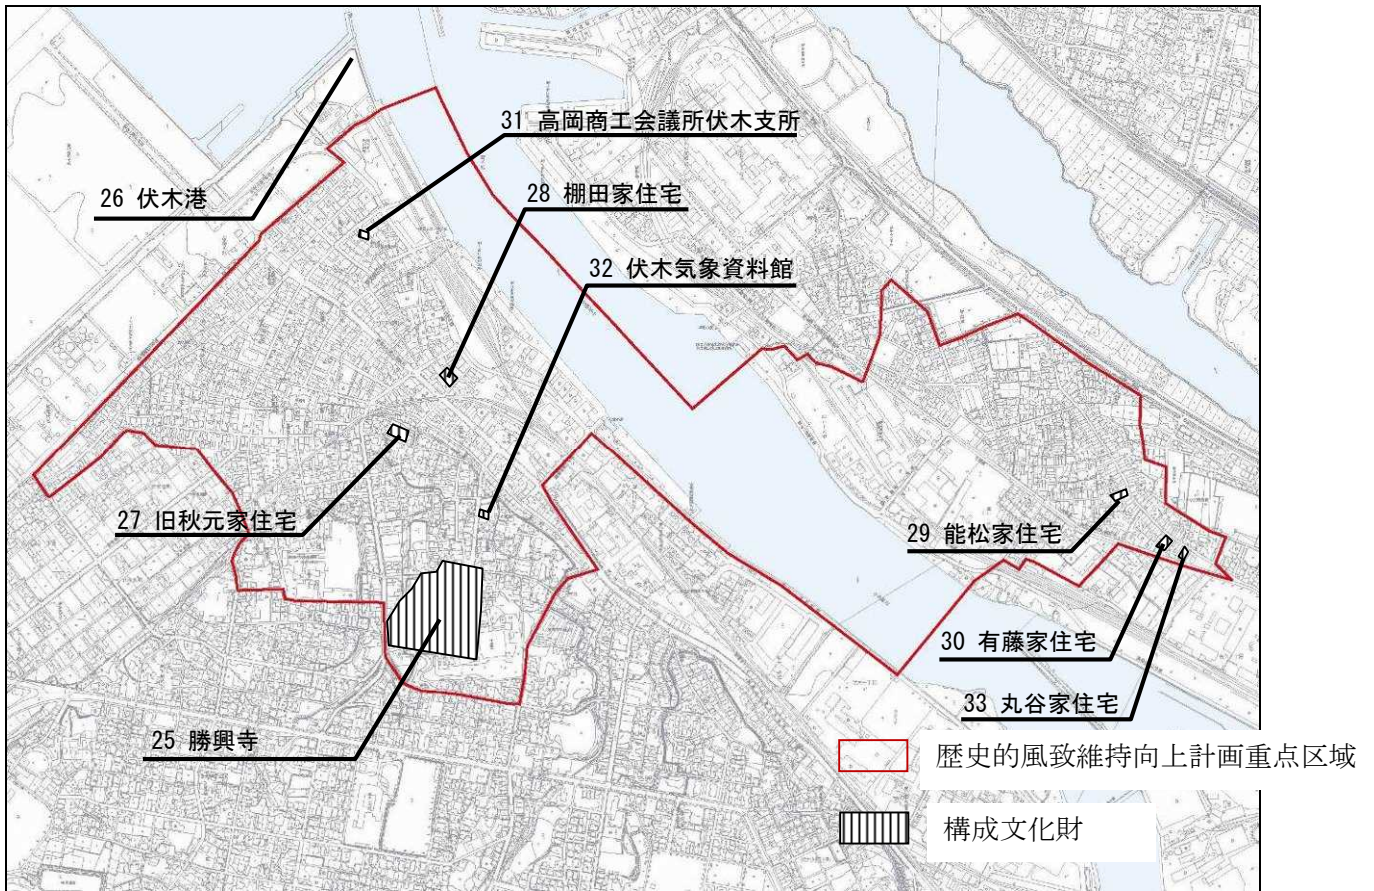 31 高岡商工会議所伏木支所
26 伏木港
28 棚田家住宅
32 伏木気象資料館
27 旧秋元家住宅
29 能松家住宅
30 有藤家住宅
33 丸谷家住宅
25 勝興寺
歴史的風致維持向上計画重点区域
構成文化財